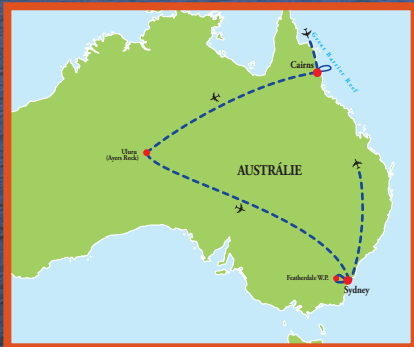 Great Barrier Reef
Cairns
Uluru
(Ayers Rock)
AUSTRÁLIE
Featherdale W.P.
Sydney